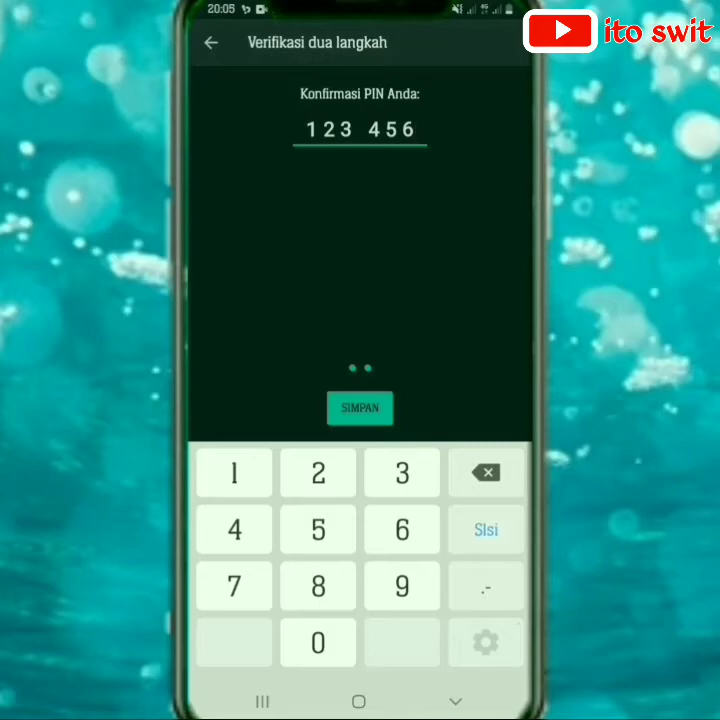 20:05
ito swit
Verifikasi dua langkah
Konfirmasi PIN Anda:
123 456
SIMPAN
1 2 3
4 5 6 Slsi
7 8 9 .-
0